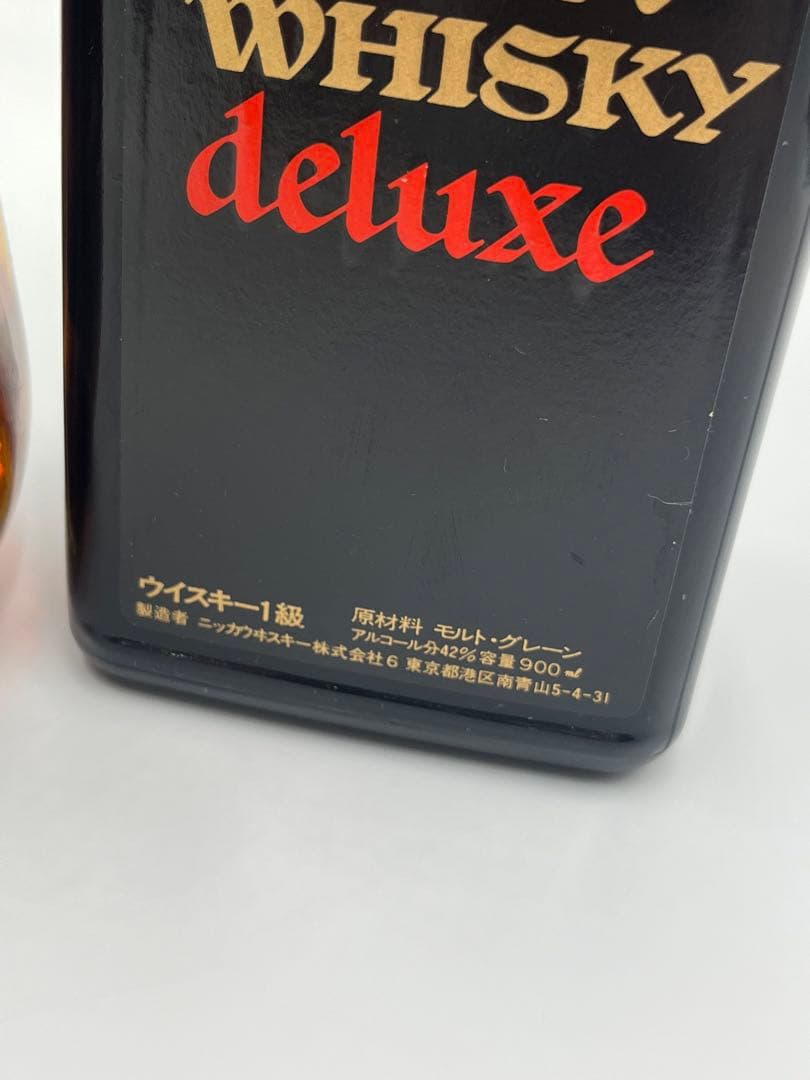 WHISKY
deluxe
ウイスキー1級
製造者 ニッカウヰスキー株式会社6 東京都港区南青山5-4-31
原材料 モルト・グレーン
アルコール分42% 容量900ml